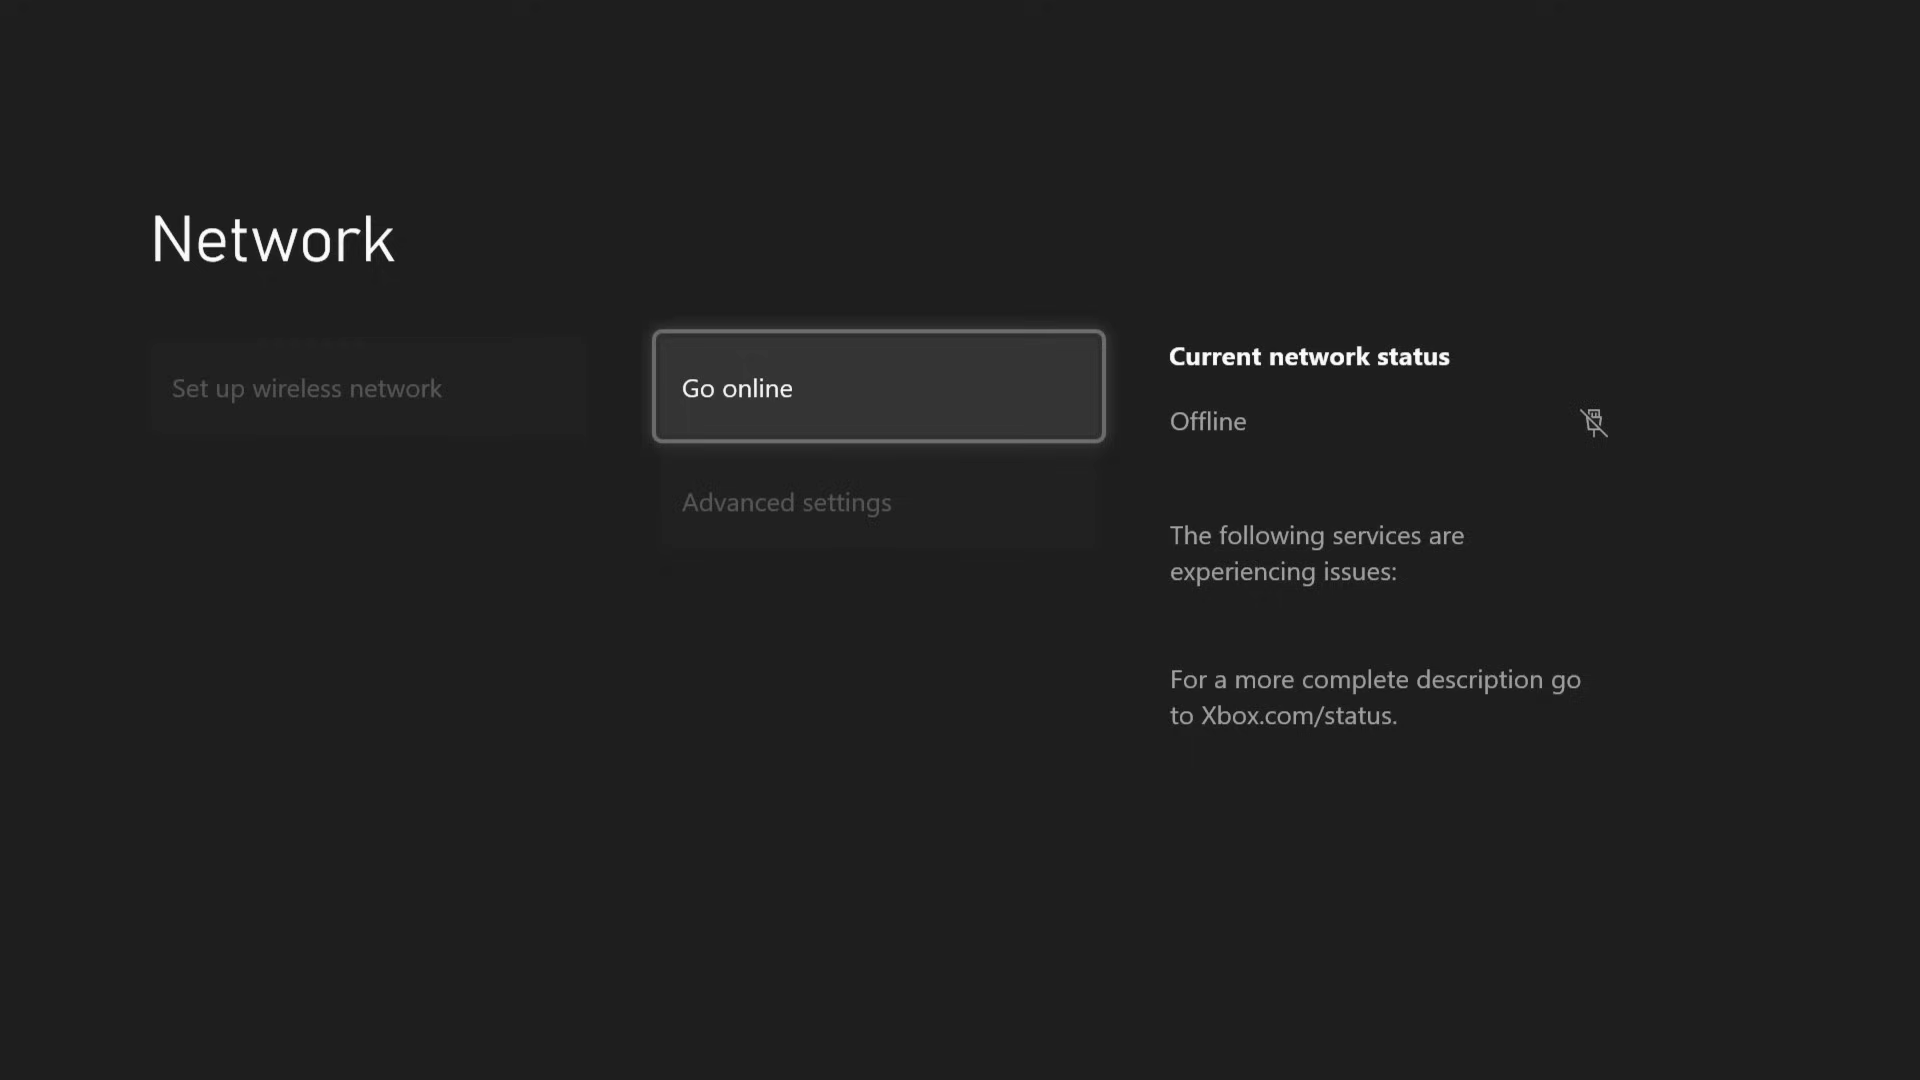 Network
Set up wireless network
Go online
Advanced settings
Current network status
Offline
The following services are
experiencing issues:
For a more complete description go
to Xbox.com/status.